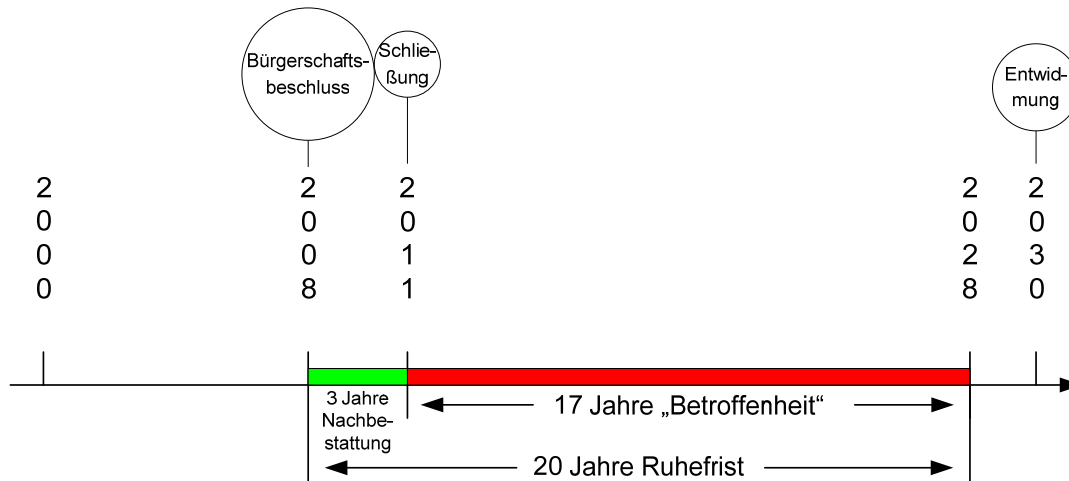 Bürgerschafts-
beschluss
Schlie-
ßung
Entwid-
mung
2000
2008
2011
2028
2030
3 Jahre
Nachbe-
stattung
17 Jahre „Betroffenheit“
20 Jahre Ruhefrist